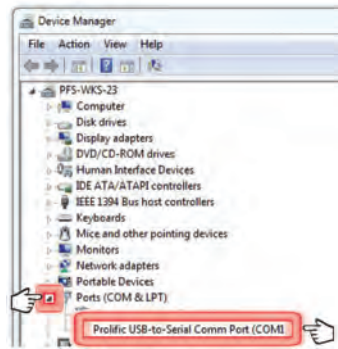 Device Manager
File Action View Help
PFS-WKS-23
Computer
Disk drives
Display adapters
DVD/CD-ROM drives
Human Interface Devices
IDE ATA/ATAPI controllers
IEEE 1394 Bus host controllers
Keyboards
Mice and other pointing devices
Monitors
Network adapters
Portable Devices
Ports (COM & LPT)
Prolific USB-to-Serial Comm Port (COM1